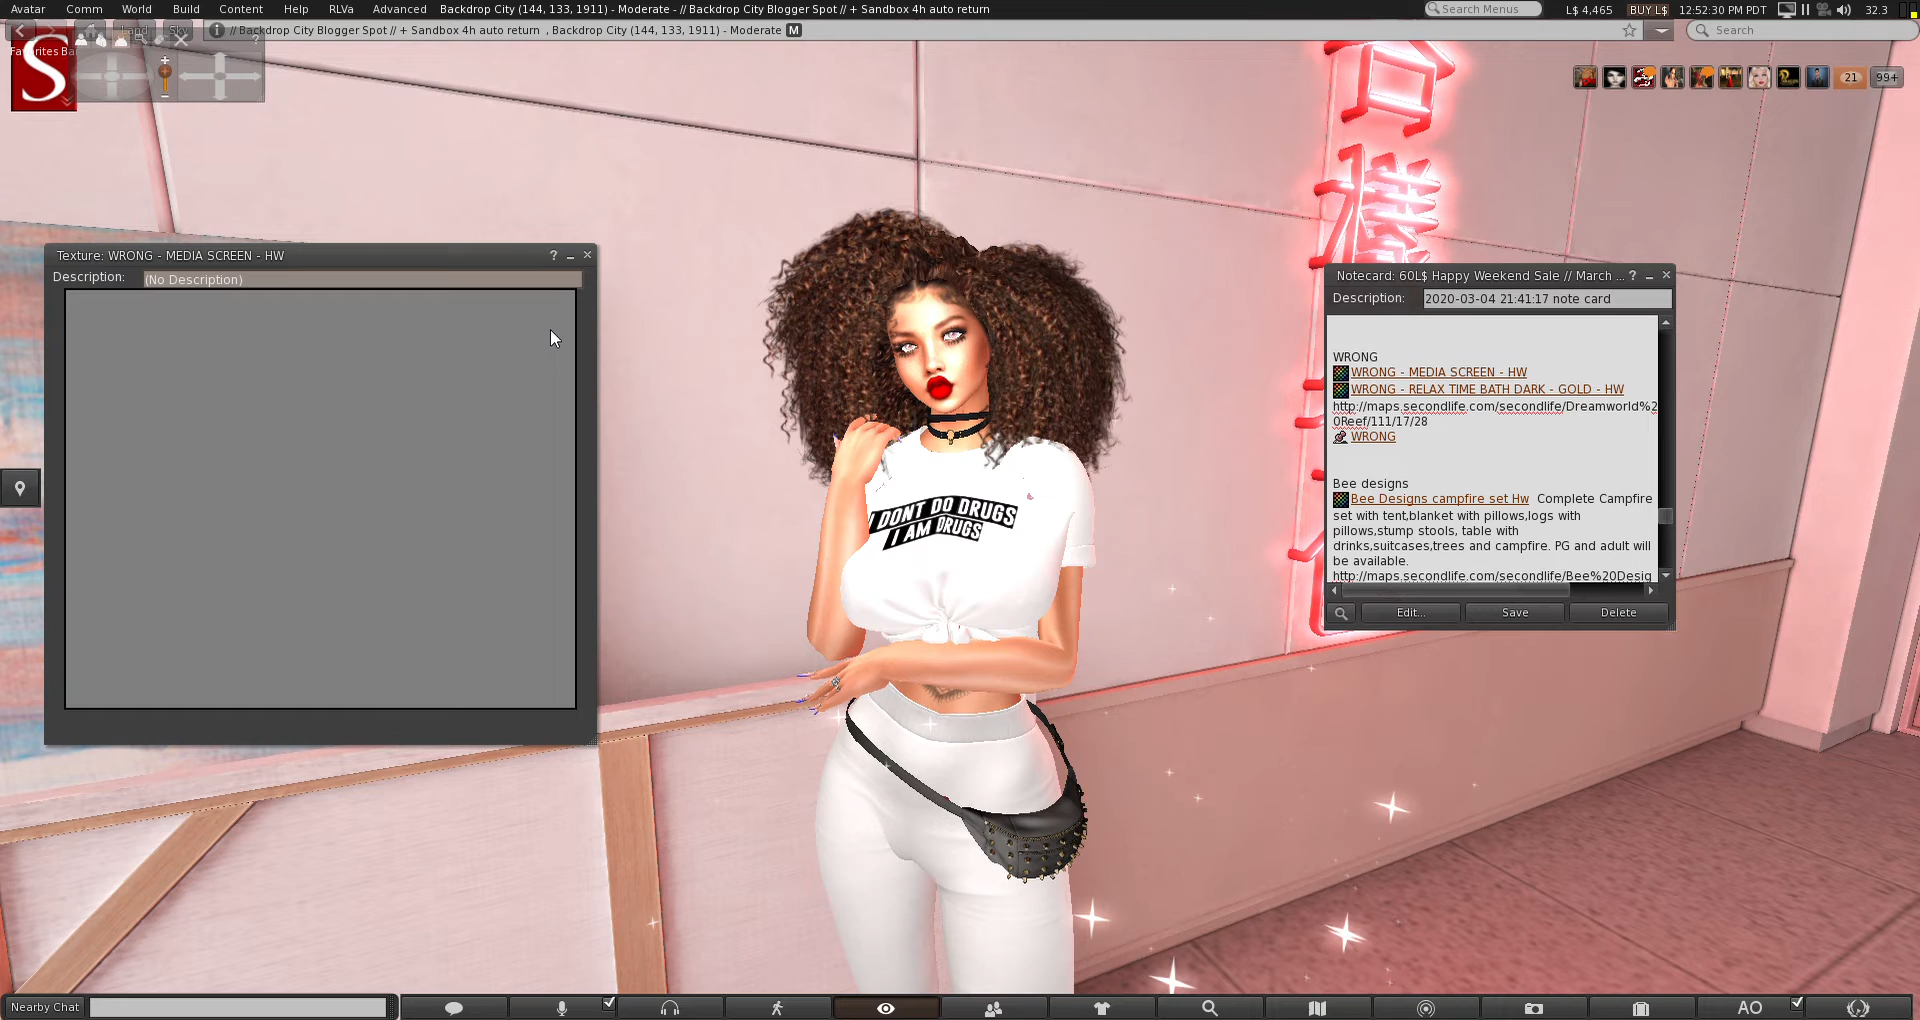 Avatar Comm World Build Content Help RLVa Advanced Backdrop City (144, 133, 1911) - Moderate - // Backdrop City Blogger Spot // + Sandbox 4h auto return Search Menus L$ 4,465 BUY L$ 12:52:30 PM PDT 32.3
Land Sky // Backdrop City Blogger Spot // + Sandbox 4h auto return , Backdrop City (144, 133, 1911) - Moderate M Search
Favorites Ba
S
21 99+
Texture: WRONG - MEDIA SCREEN - HW ?
Description: (No Description)
Notecard: 60L$ Happy Weekend Sale // March ... ?
Description: 2020-03-04 21:41:17 note card
WRONG
WRONG - MEDIA SCREEN - HW
WRONG - RELAX TIME BATH DARK - GOLD - HW
http://maps.secondlife.com/secondlife/Dreamworld%2
0Reef/111/17/28
WRONG
Bee designs
Bee Designs campfire set Hw Complete Campfire
set with tent,blanket with pillows,logs with
pillows,stump stools, table with
drinks,suitcases,trees and campfire. PG and adult will
be available.
http://maps.secondlife.com/secondlife/Bee%20Desig
Edit... Save Delete
I DONT DO DRUGS
I AM DRUGS
Nearby Chat AO